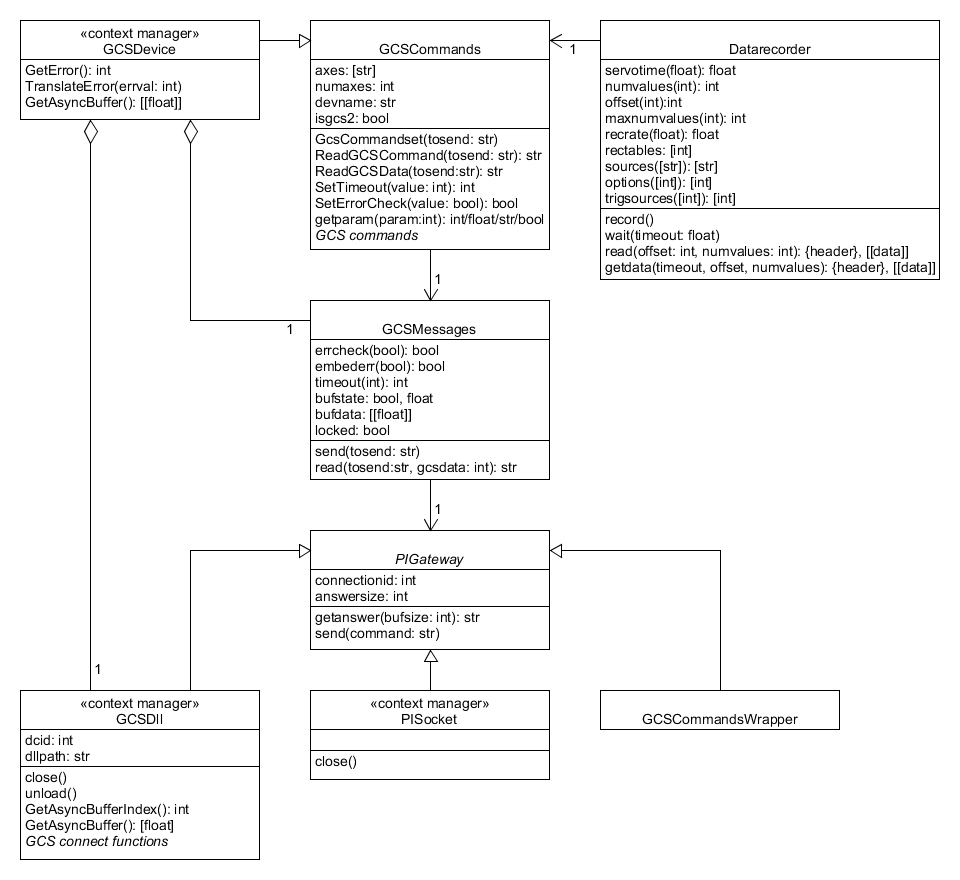 «context manager»
GCSDevice
GetError(): int
TranslateError(errval: int)
GetAsyncBuffer(): [[float]]
GCSCommands
axes: [str]
numaxes: int
devname: str
isgcs2: bool
GcsCommandset(tosend: str)
ReadGCSCommand(tosend: str): str
ReadGCSData(tosend:str): str
SetTimeout(value: int): int
SetErrorCheck(value: bool): bool
getparam(param:int): int/float/str/bool
GCS commands
1
Datarecorder
servotime(float): float
numvalues(int): int
offset(int):int
maxnumvalues(int): int
recrate(float): float
rectables: [int]
sources([str]): [str]
options([int]): [int]
trigsources([int]): [int]
record()
wait(timeout: float)
read(offset: int, numvalues: int): {header}, [[data]]
getdata(timeout, offset, numvalues): {header}, [[data]]
1
1
GCSMessages
errcheck(bool): bool
embederr(bool): bool
timeout(int): int
bufstate: bool, float
bufdata: [[float]]
locked: bool
send(tosend: str)
read(tosend:str, gcsdata: int): str
1
PIGateway
connectionid: int
answersize: int
getanswer(bufsize: int): str
send(command: str)
1
«context manager»
GCSDll
dcid: int
dllpath: str
close()
unload()
GetAsyncBufferIndex(): int
GetAsyncBuffer(): [float]
GCS connect functions
«context manager»
PISocket
close()
GCSCommandsWrapper